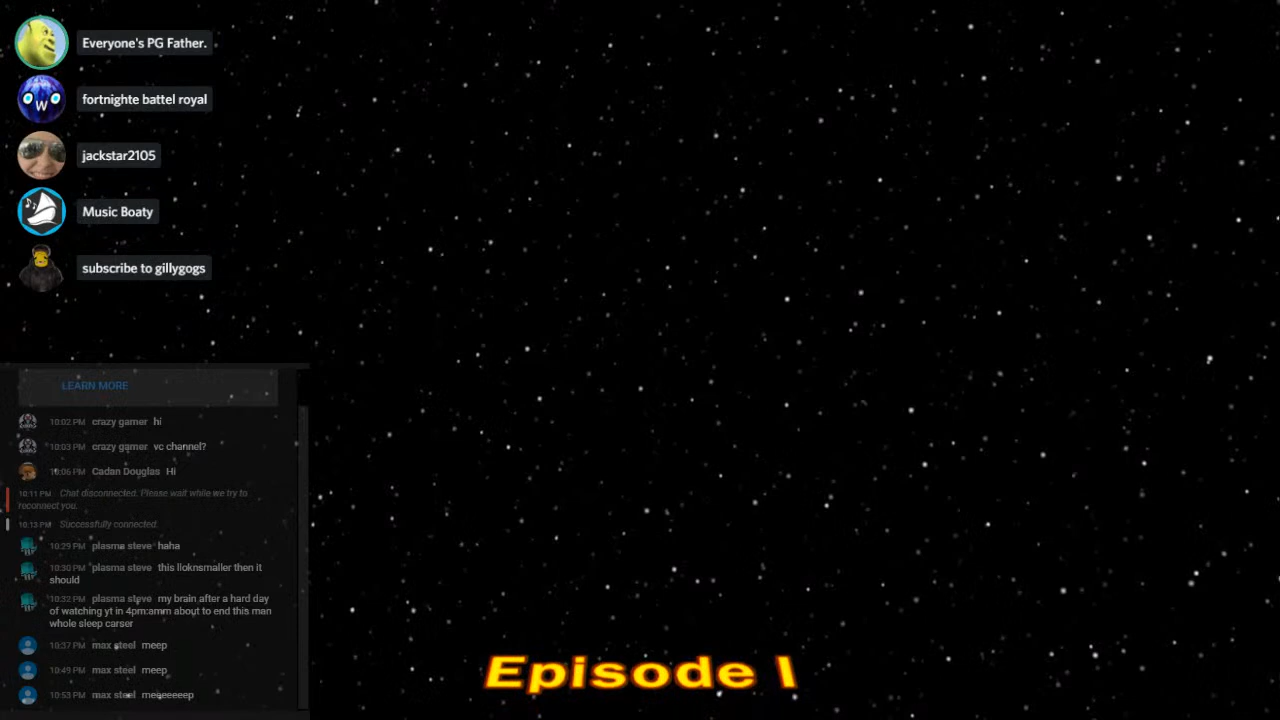 Everyone's PG Father.
fortnighte battel royal
jackstar2105
Music Boaty
subscribe to gillygogs
LEARN MORE
10:02 PM crazy gamer hi
10:03 PM crazy gamer vc channel?
10:06 PM Cadan Douglas Hi
10:11 PM Chat disconnected. Please wait while we try to
reconnect you.
10:13 PM Successfully connected.
10:29 PM plasma steve haha
10:30 PM plasma steve this lloknsmaller then it
should
10:32 PM plasma steve my brain after a hard day
of watching yt in 4pm:amm about to end this man
whole sleep carser
10:37 PM max steel meep
10:49 PM max steel meep
10:53 PM max steel meeeeeeep
Episode I